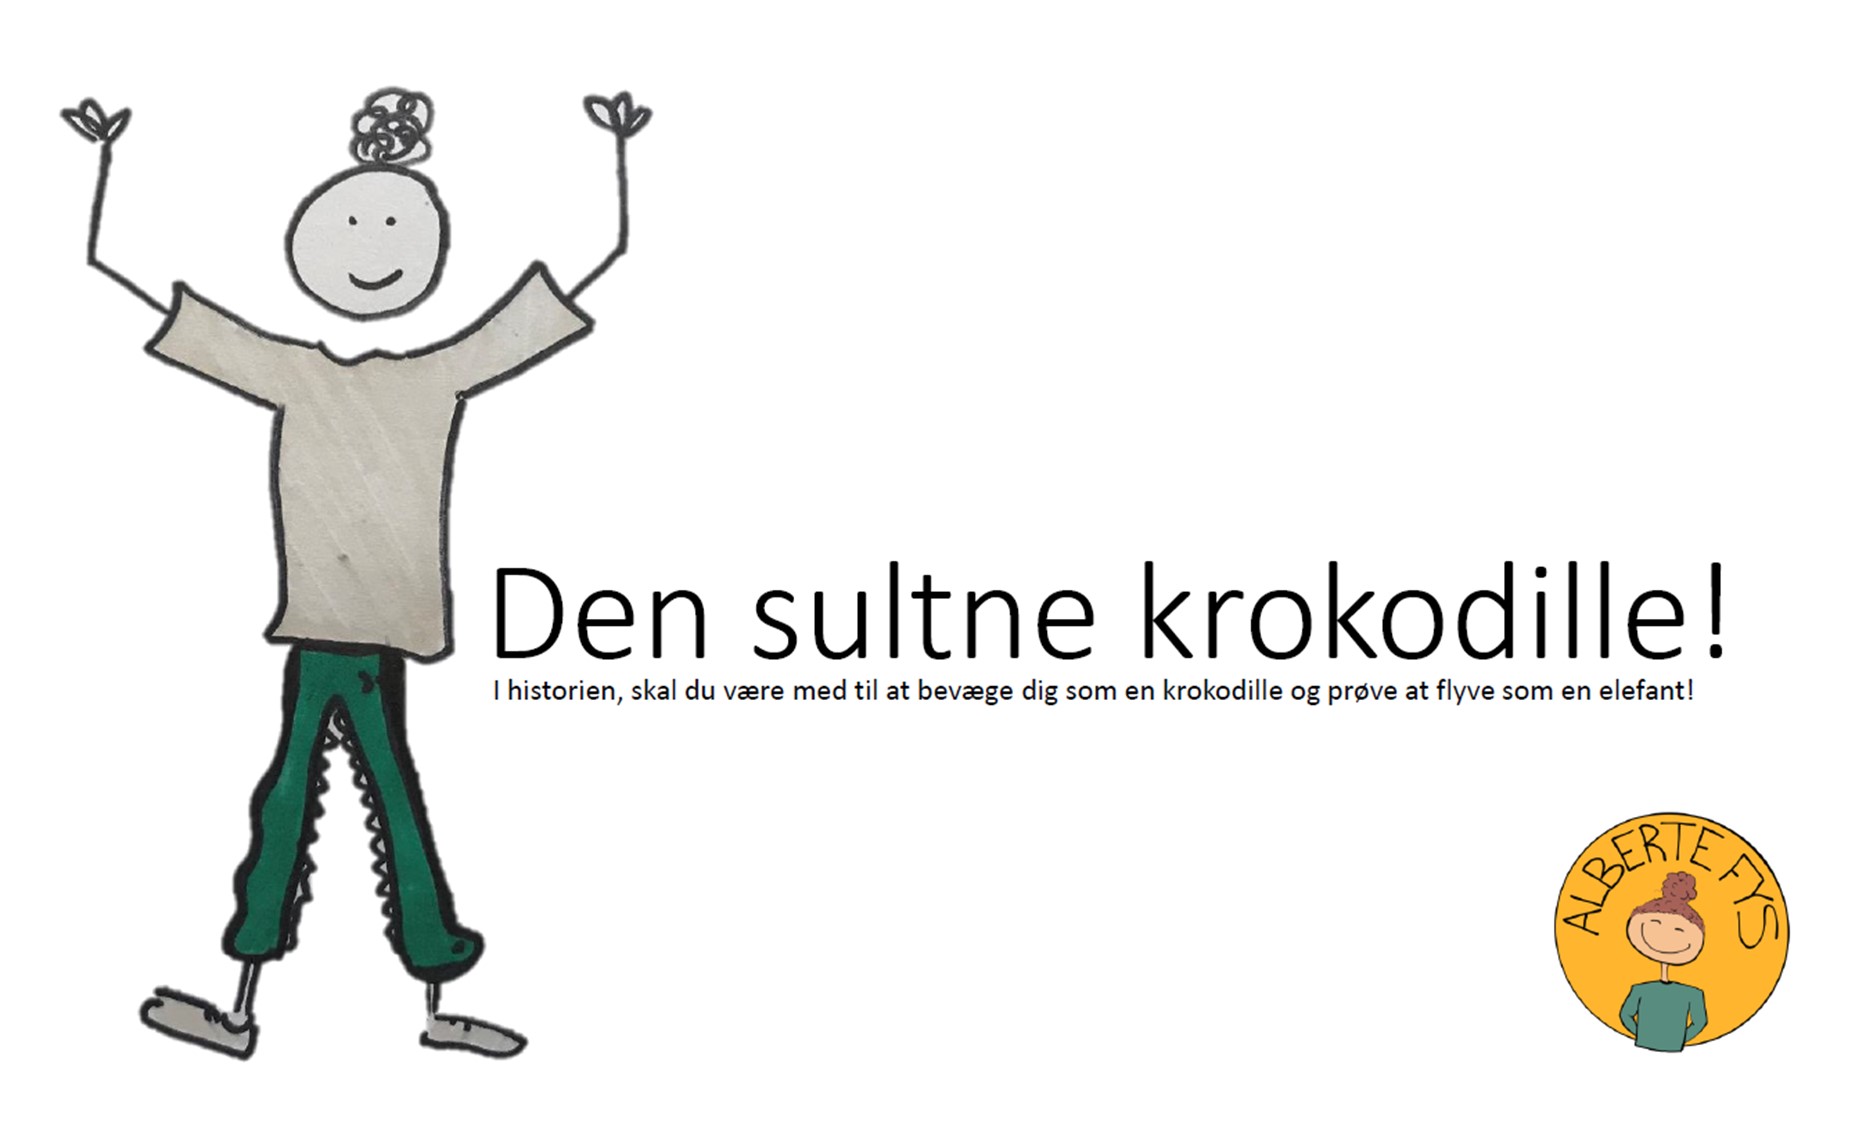 Den sultne krokodille!
I historien, skal du være med til at bevæge dig som en krokodille og prøve at flyve som en elefant!
ALBERTE FYS